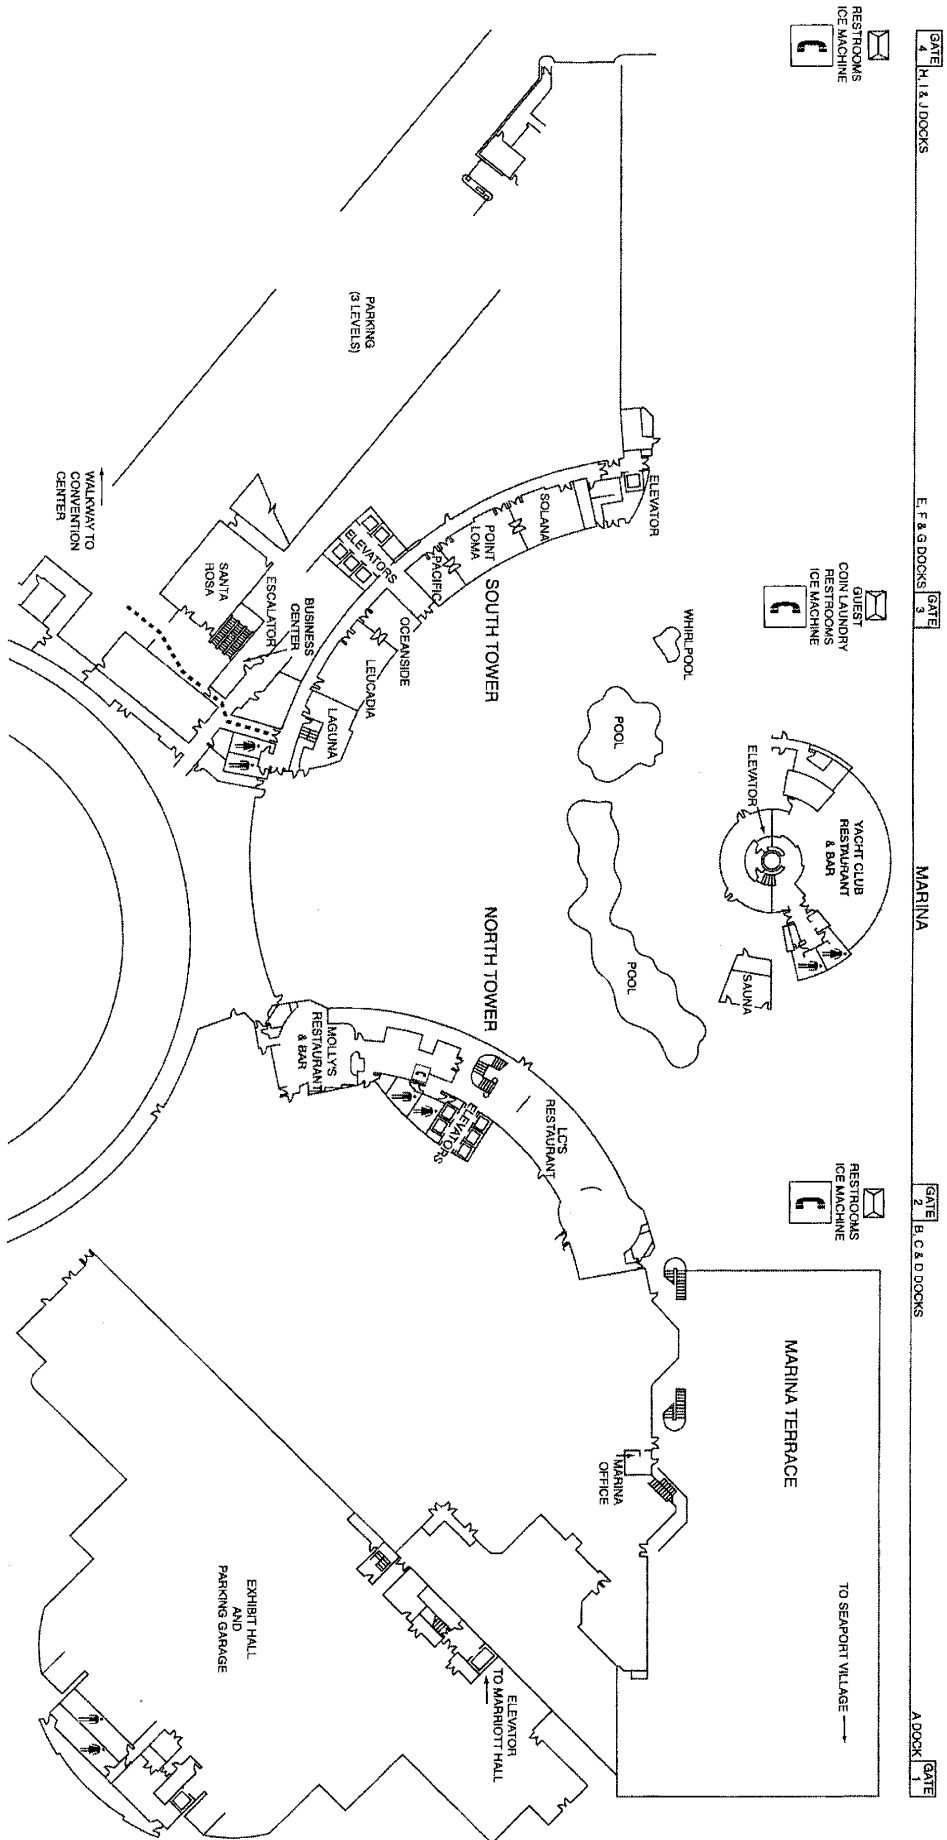 GATE
4
H, I & J DOCKS
E, F & G DOCKS
GATE
3
MARINA
GATE
2
B, C & D DOCKS
A DOCK
GATE
1
RESTROOMS
ICE MACHINE
GUEST
COIN LAUNDRY
RESTROOMS
ICE MACHINE
RESTROOMS
ICE MACHINE
YACHT CLUB
RESTAURANT
& BAR
ELEVATOR
SAUNA
MARINA TERRACE
TO SEAPORT VILLAGE
WHIRLPOOL
POOL
POOL
ELEVATOR
SOLANA
POINT
LOMA
PACIFIC
SOUTH TOWER
NORTH TOWER
ELEVATORS
OCEANSIDE
LEUCADIA
LAGUNA
BUSINESS
CENTER
ESCALATOR
SANTA
ROSA
PARKING
(3 LEVELS)
WALKWAY TO
CONVENTION
CENTER
MOLLY'S
RESTAURANT
& BAR
ELEVATORS
LC'S
RESTAURANT
MARINA
OFFICE
ELEVATOR
TO MARRIOTT HALL
EXHIBIT HALL
AND
PARKING GARAGE